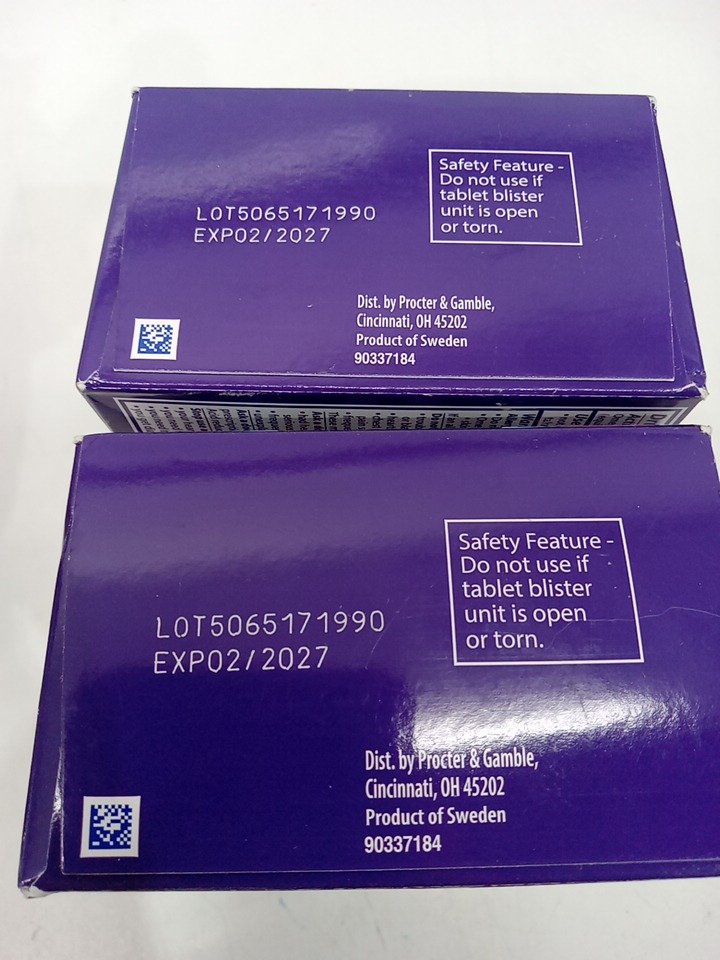 LOT5065171990
EXP02/2027
Safety Feature -
Do not use if
tablet blister
unit is open
or torn.
Dist. by Procter & Gamble,
Cincinnati, OH 45202
Product of Sweden
90337184
LOT5065171990
EXP02/2027
Safety Feature -
Do not use if
tablet blister
unit is open
or torn.
Dist. by Procter & Gamble,
Cincinnati, OH 45202
Product of Sweden
90337184